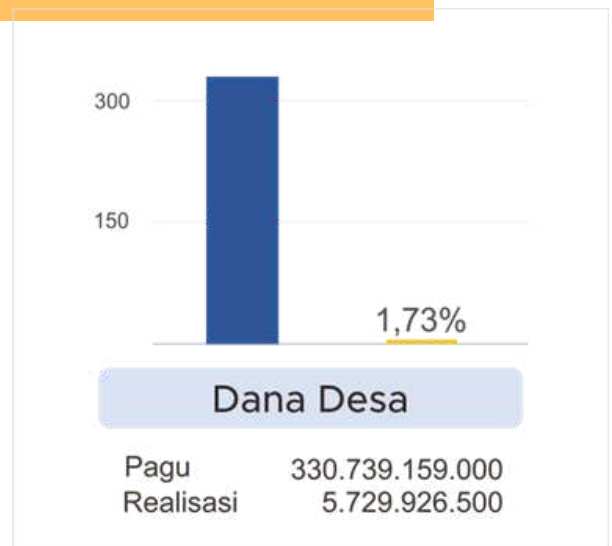 300
150
1,73%
Dana Desa
Pagu 330.739.159.000
Realisasi 5.729.926.500